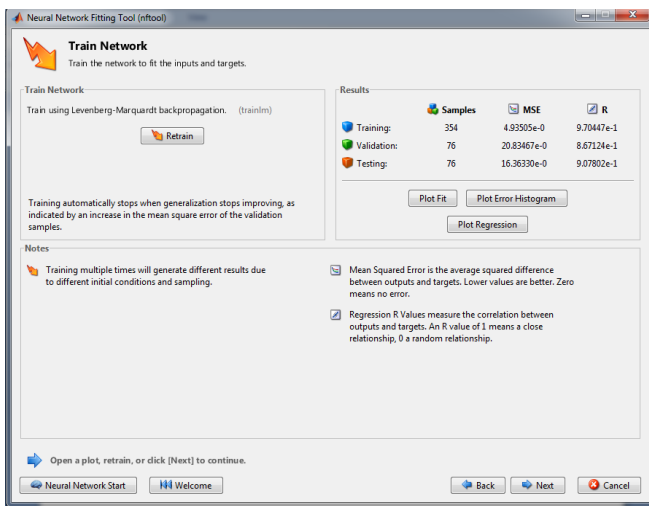 Neural Network Fitting Tool (nftool)
Train Network
Train the network to fit the inputs and targets.
Train Network
Train using Levenberg-Marquardt backpropagation. (trainlm)
Retrain
Training automatically stops when generalization stops improving, as
indicated by an increase in the mean square error of the validation
samples.
Results
Samples MSE R
Training: 354 4.93505e-0 9.70447e-1
Validation: 76 20.83467e-0 8.67124e-1
Testing: 76 16.36330e-0 9.07802e-1
Plot Fit Plot Error Histogram
Plot Regression
Notes
Training multiple times will generate different results due
to different initial conditions and sampling.
Mean Squared Error is the average squared difference
between outputs and targets. Lower values are better. Zero
means no error.
Regression R Values measure the correlation between
outputs and targets. An R value of 1 means a close
relationship, 0 a random relationship.
Open a plot, retrain, or click [Next] to continue.
Neural Network Start Welcome Back Next Cancel